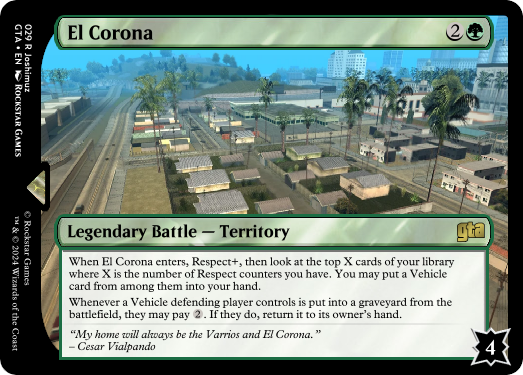 El Corona
2
Legendary Battle — Territory
gta
When El Corona enters, Respect+, then look at the top X cards of your library
where X is the number of Respect counters you have. You may put a Vehicle
card from among them into your hand.
Whenever a Vehicle defending player controls is put into a graveyard from the
battlefield, they may pay 2. If they do, return it to its owner's hand.
“My home will always be the Varrios and El Corona.”
– Cesar Vialpando
4
029 R Joshimuz
GTA • EN Rockstar Games
© Rockstar Games
™ & © 2024 Wizards of the Coast